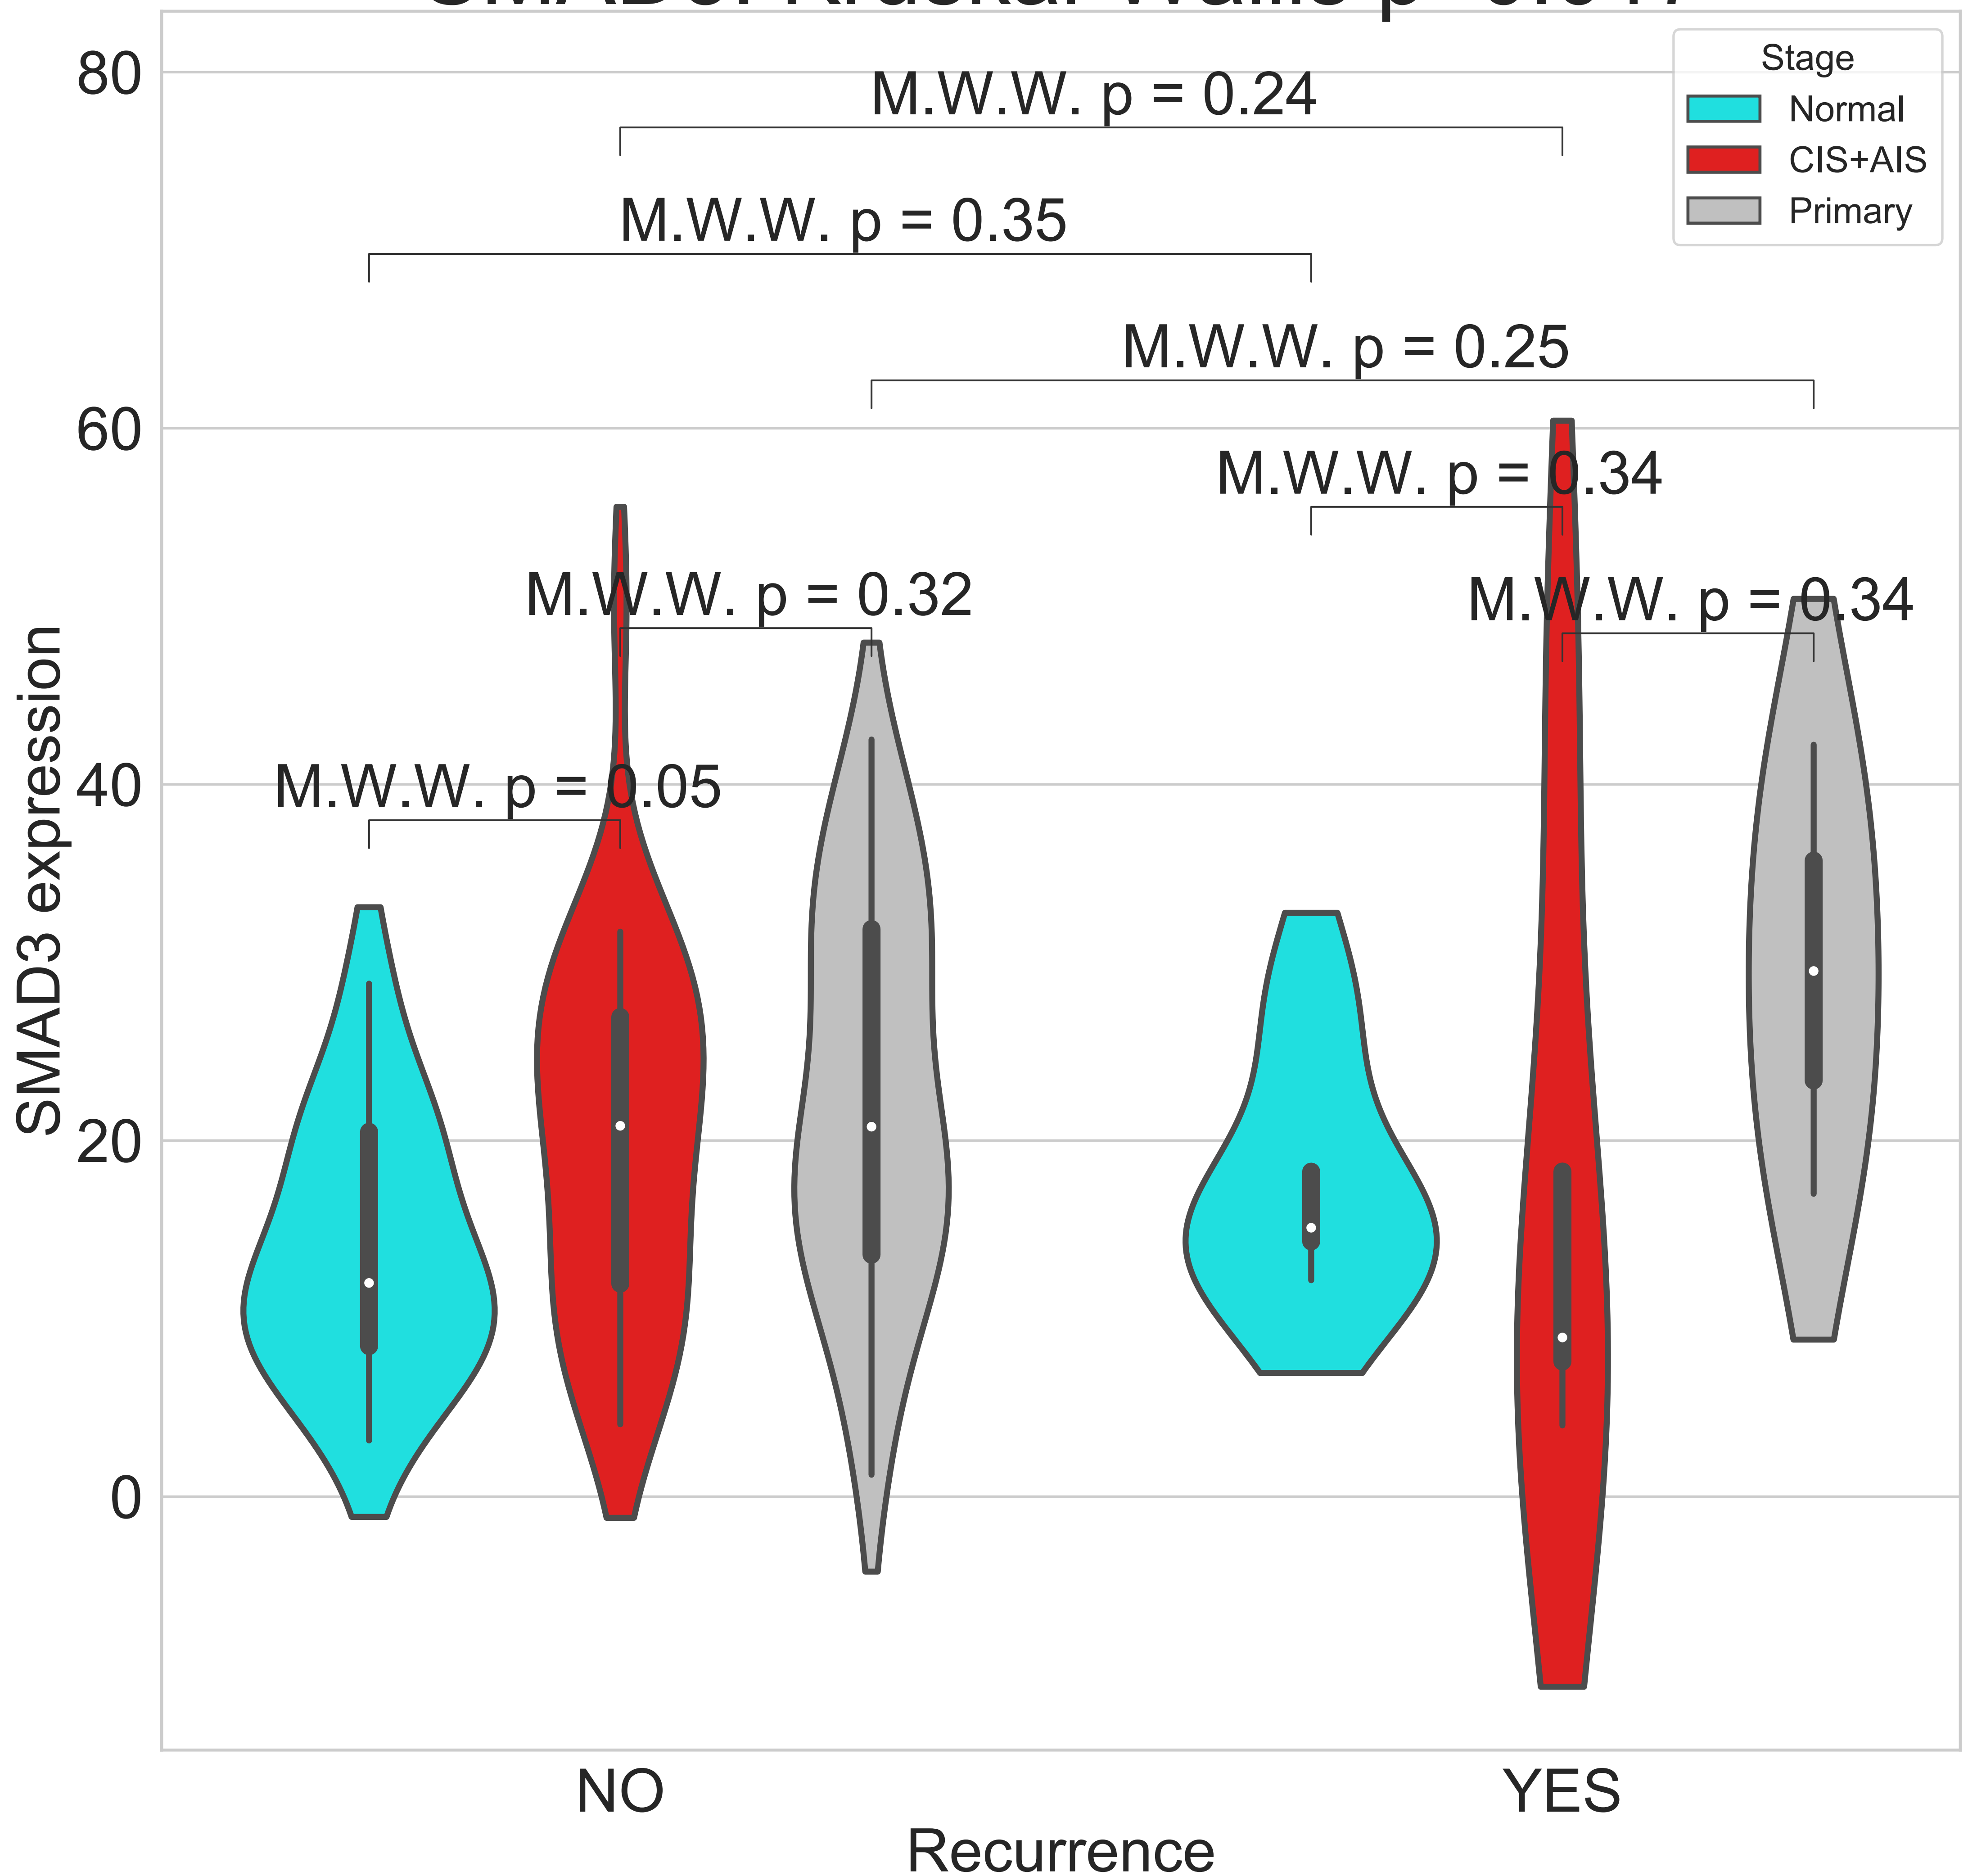 80
M.W.W. p = 0.24
Stage
Normal
CIS+AIS
Primary
M.W.W. p = 0.35
M.W.W. p = 0.25
60
M.W.W. p = 0.34
M.W.W. p = 0.32
M.W.W. p = 0.34
SMAD3 expression
40
M.W.W. p = 0.05
20
0
NO
YES
Recurrence